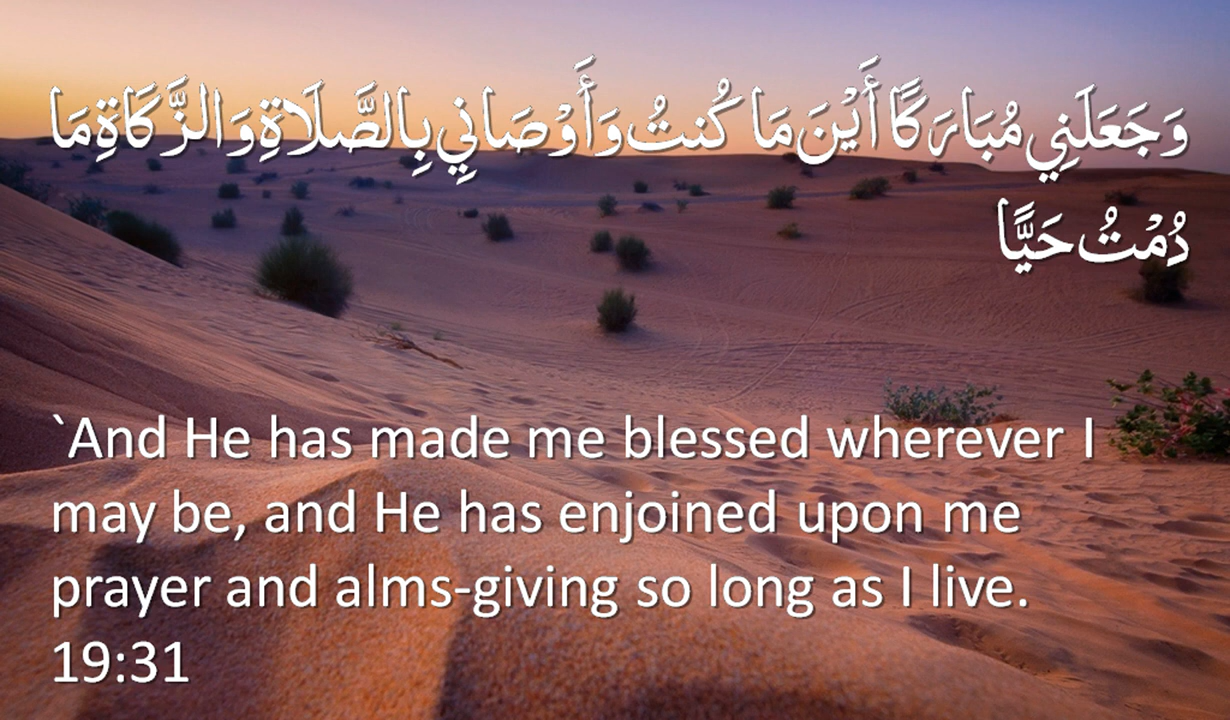 وَجَعَلَنِي مُبَارَكًا أَيْنَ مَا كُنتُ وَأَوْصَانِي بِالصَّلَاةِ وَالزَّكَاةِ مَا
دُمْتُ حَيًّا
`And He has made me blessed wherever I
may be, and He has enjoined upon me
prayer and alms-giving so long as I live.
19:31